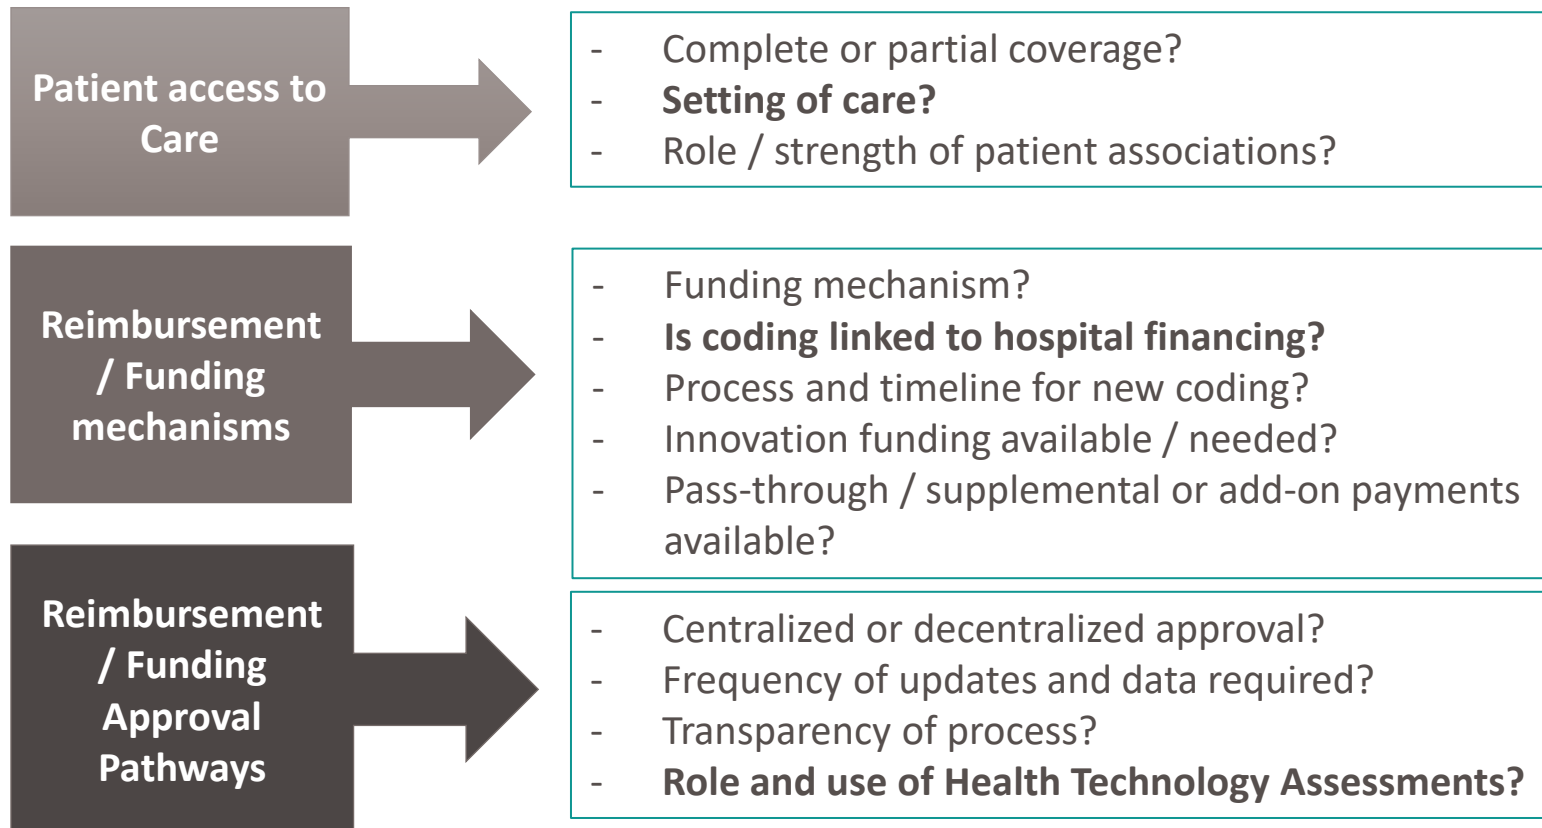 Patient access to
Care
- Complete or partial coverage?
- Setting of care?
- Role / strength of patient associations?
Reimbursement
/ Funding
mechanisms
- Funding mechanism?
- Is coding linked to hospital financing?
- Process and timeline for new coding?
- Innovation funding available / needed?
- Pass-through / supplemental or add-on payments
available?
Reimbursement
/ Funding
Approval
Pathways
- Centralized or decentralized approval?
- Frequency of updates and data required?
- Transparency of process?
- Role and use of Health Technology Assessments?